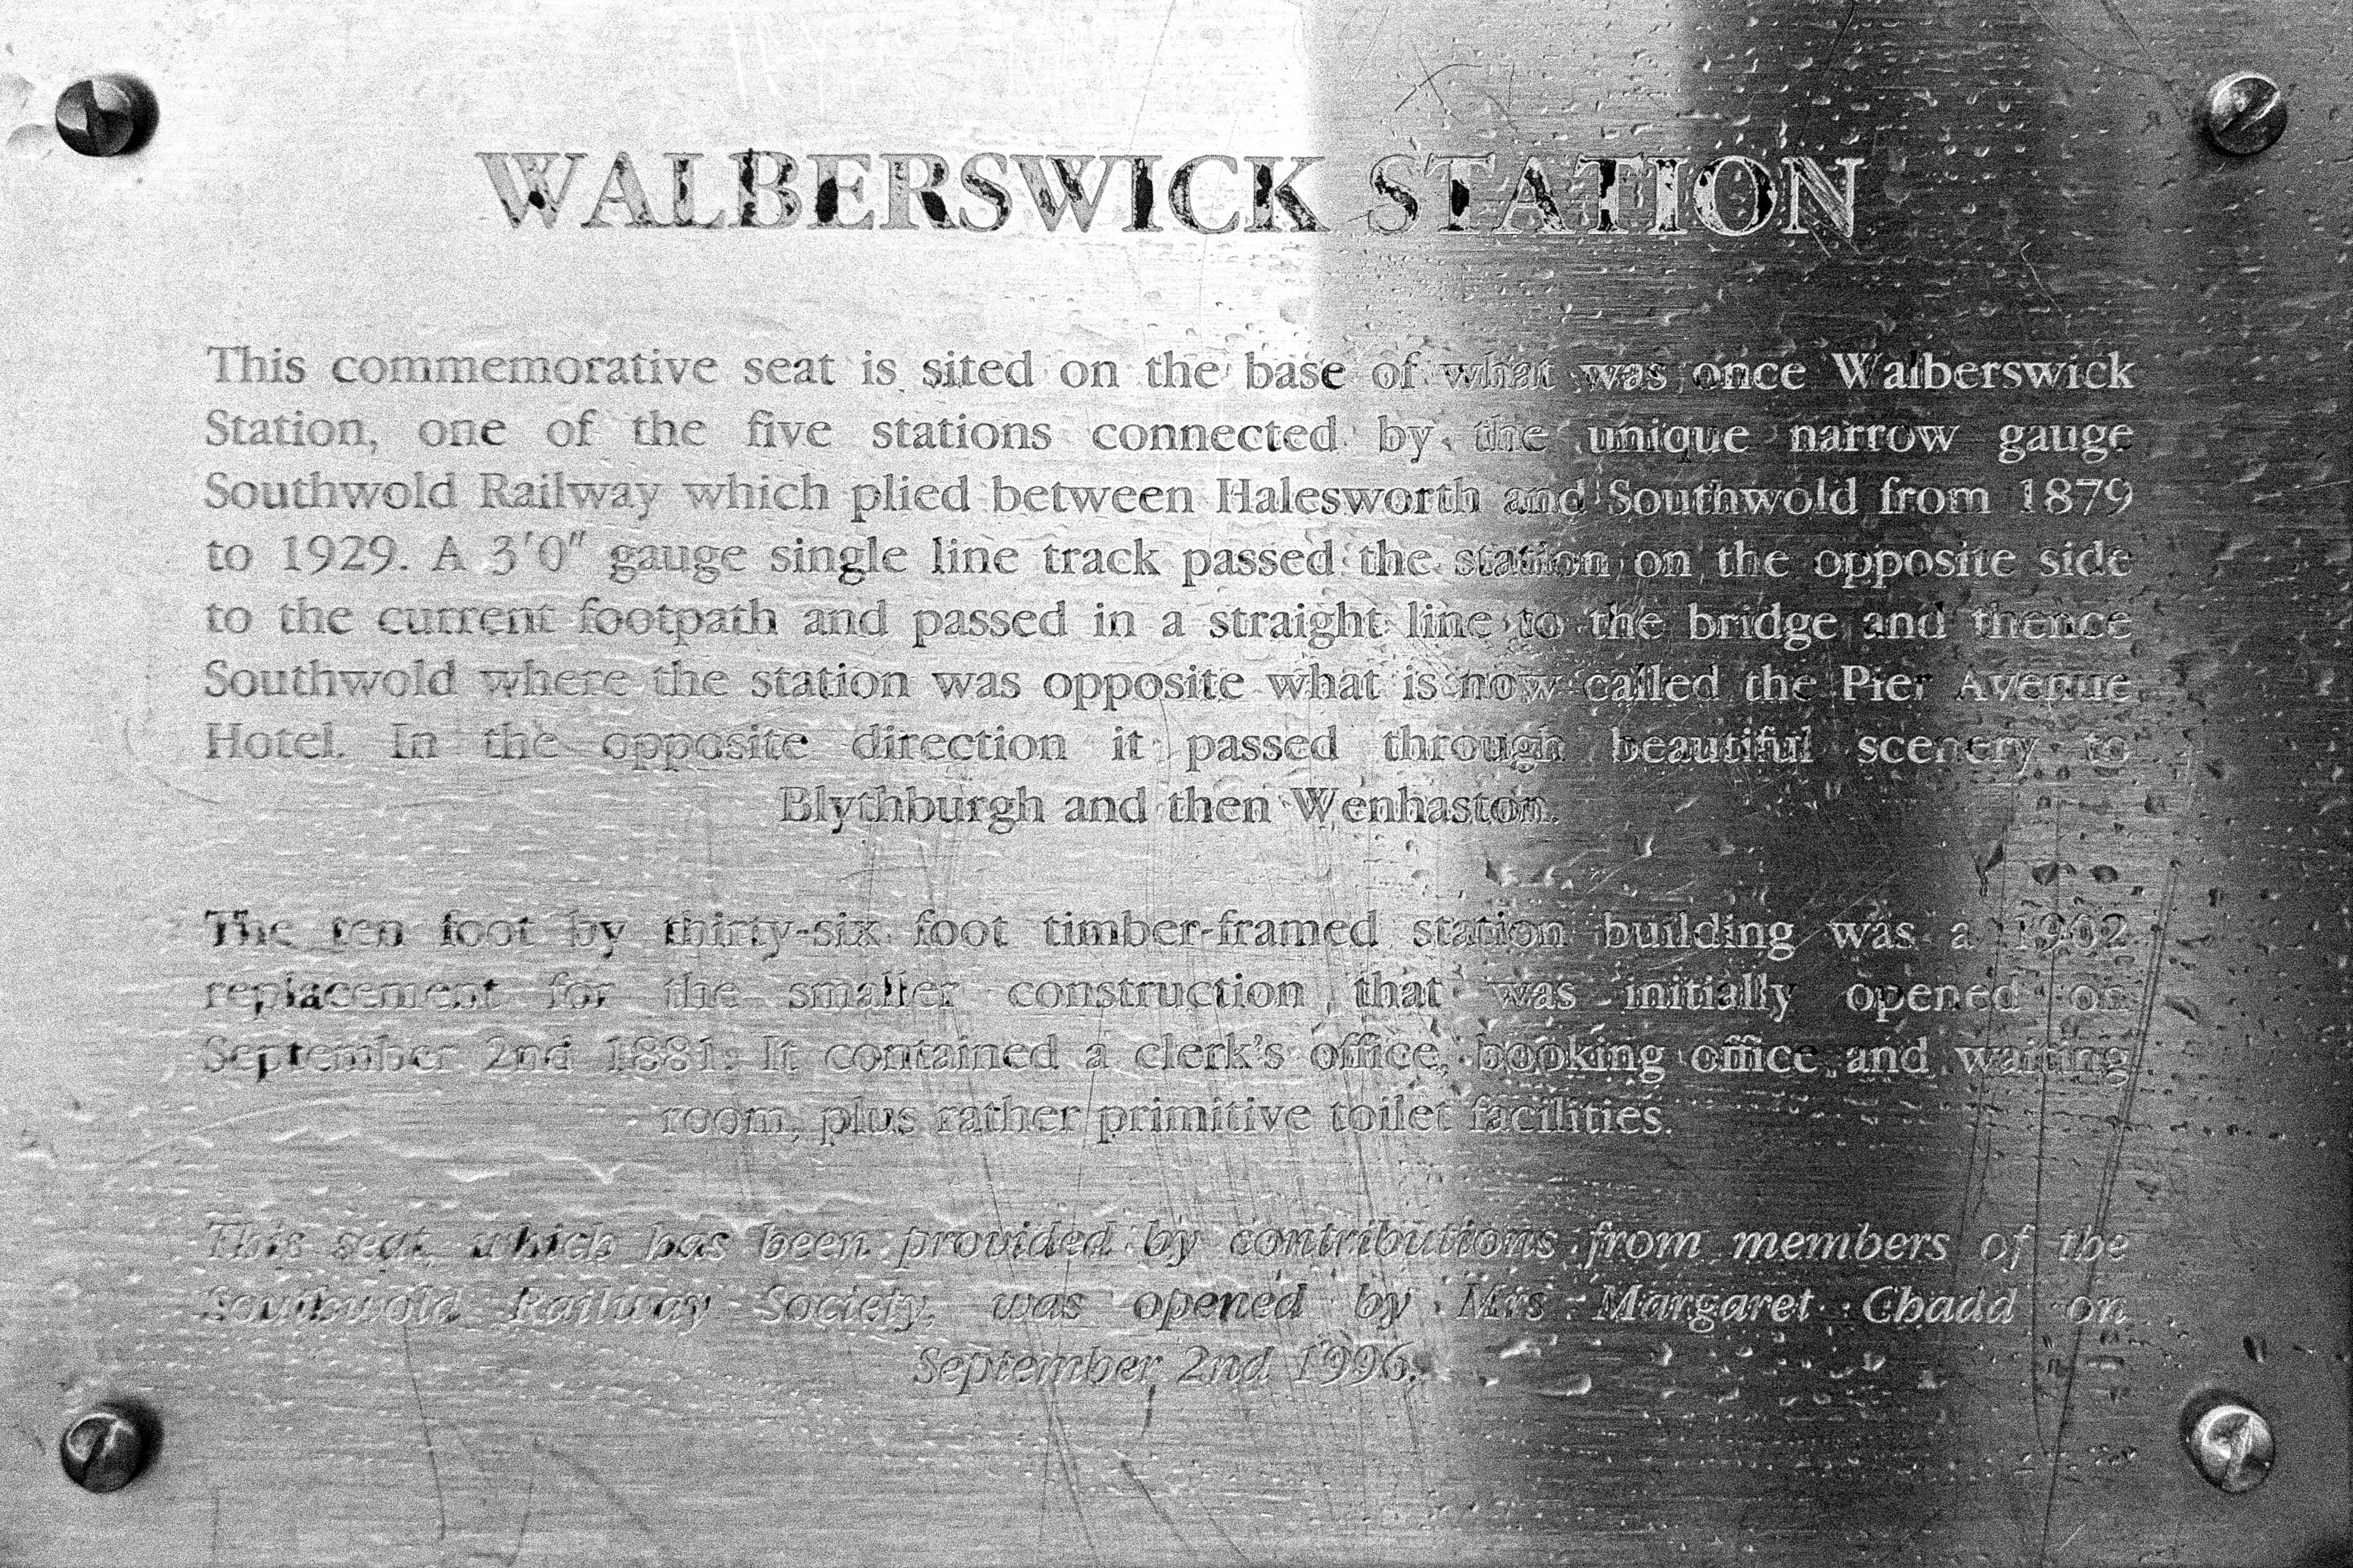 WALBERSWICK STATION
This commemorative seat is sited on the base of what was once Walberswick
Station, one of the five stations connected by the unique narrow gauge
Southwold Railway which plied between Halesworth and Southwold from 1879
to 1929. A 3'0" gauge single line track passed the station on the opposite side
to the current footpath and passed in a straight line to the bridge and thence
Southwold where the station was opposite what is now called the Pier Avenue
Hotel. In the opposite direction it passed through beautiful scenery to
Blythburgh and then Wenhaston.
The ten foot by thirty-six foot timber-framed station building was a 1902
replacement for the smaller construction that was initially opened on
September 2nd 1881. It contained a clerk's office, booking office and waiting
room, plus rather primitive toilet facilities.
This seat, which has been provided by contributions from members of the
Southwold Railway Society, was opened by Mrs Margaret Chadd on
September 2nd 1996.